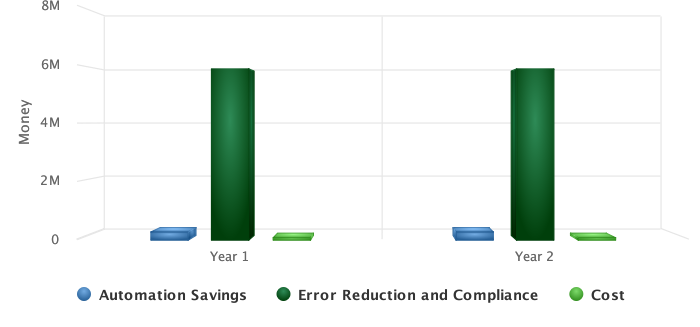 8M
6M
4M
2M
0
Money
Year 1
Year 2
Automation Savings
Error Reduction and Compliance
Cost